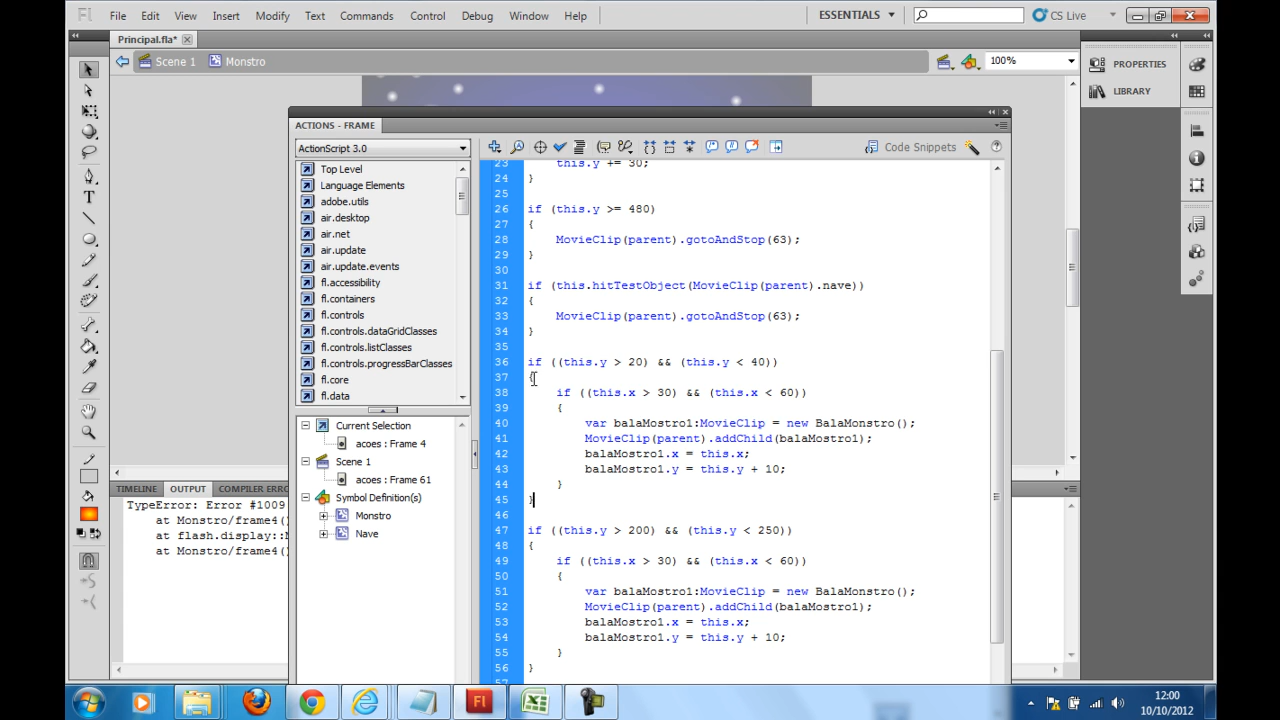 Fl File Edit View Insert Modify Text Commands Control Debug Window Help ESSENTIALS CS Live
Principal.fla*
Scene 1 Monstro 100%
PROPERTIES
LIBRARY
ACTIONS - FRAME
ActionScript 3.0
Code Snippets
Top Level
Language Elements
adobe.utils
air.desktop
air.net
air.update
air.update.events
fl.accessibility
fl.containers
fl.controls
fl.controls.dataGridClasses
fl.controls.listClasses
fl.controls.progressBarClasses
fl.core
fl.data
Current Selection
acoes : Frame 4
Scene 1
acoes : Frame 61
Symbol Definition(s)
Monstro
Nave
23 this.y += 30;
24 }
25
26 if (this.y >= 480)
27 {
28 MovieClip(parent).gotoAndStop(63);
29 }
30
31 if (this.hitTestObject(MovieClip(parent).nave))
32 {
33 MovieClip(parent).gotoAndStop(63);
34 }
35
36 if ((this.y > 20) && (this.y < 40))
37 {
38 if ((this.x > 30) && (this.x < 60))
39 {
40 var balaMostro1:MovieClip = new BalaMonstro();
41 MovieClip(parent).addChild(balaMostro1);
42 balaMostro1.x = this.x;
43 balaMostro1.y = this.y + 10;
44 }
45 }
46
47 if ((this.y > 200) && (this.y < 250))
48 {
49 if ((this.x > 30) && (this.x < 60))
50 {
51 var balaMostro1:MovieClip = new BalaMonstro();
52 MovieClip(parent).addChild(balaMostro1);
53 balaMostro1.x = this.x;
54 balaMostro1.y = this.y + 10;
55 }
56 }
57
TIMELINE OUTPUT COMPILER ERR
TypeError: Error #1009
at Monstro/frame4()
at flash.display::M
at Monstro/frame4()
Fl
12:00
10/10/2012